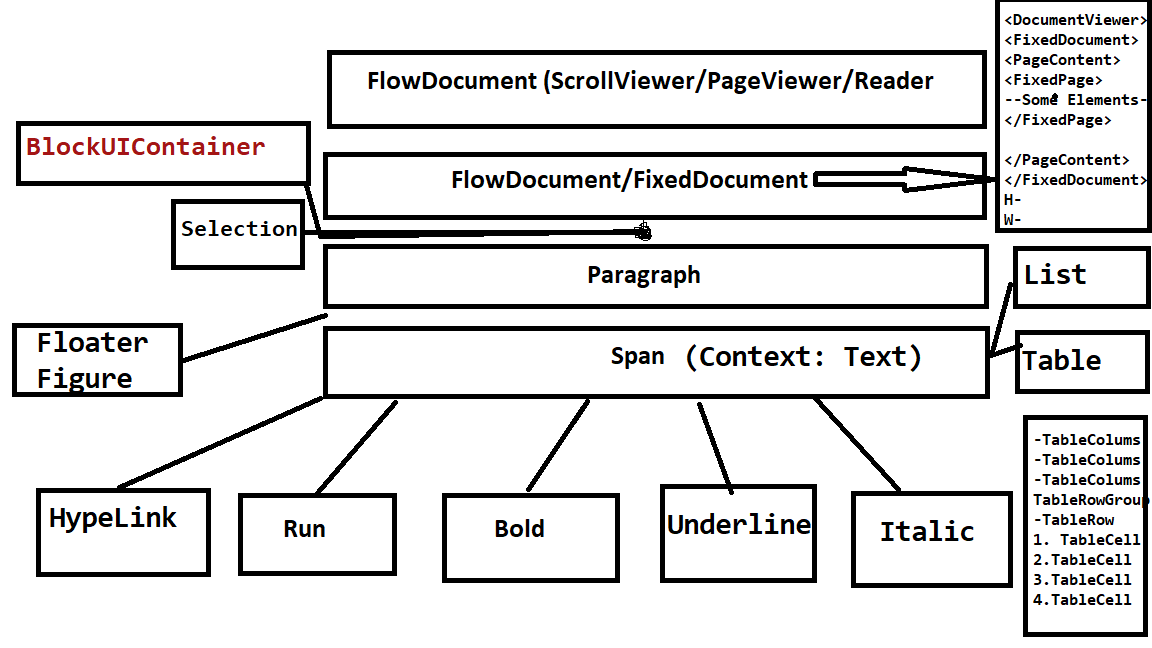 <DocumentViewer>
<FixedDocument>
<PageContent>
<FixedPage>
--Some Elements-
</FixedPage>
</PageContent>
</FixedDocument>
H-
W-
FlowDocument (ScrollViewer/PageViewer/Reader
BlockUIContainer
FlowDocument/FixedDocument
Selection
Paragraph
List
Floater
Figure
Span (Context: Text)
Table
HypeLink
Run
Bold
Underline
Italic
-TableColums
-TableColums
-TableColums
TableRowGroup
-TableRow
1. TableCell
2.TableCell
3.TableCell
4.TableCell